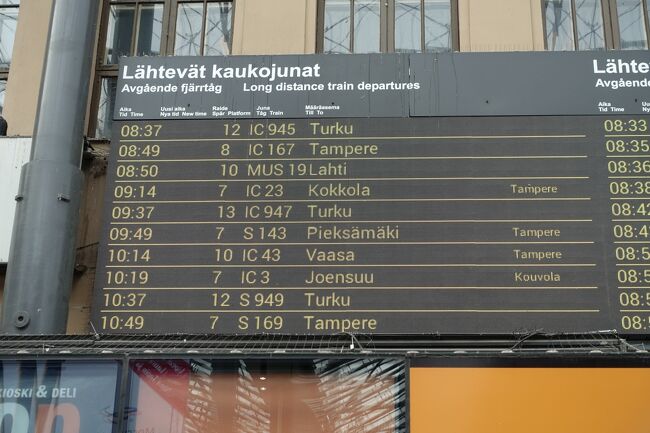 Lähtevät kaukojunat
Avgående fjärrtåg Long distance train departures
Aika Uusi aika Raide Juna Määräasema
Tid Time Nya tid New time Spår Platform Tåg Train Till To
08:37 12 IC 945 Turku
08:49 8 IC 167 Tampere
08:50 10 MUS 19 Lahti
09:14 7 IC 23 Kokkola Tampere
09:37 13 IC 947 Turku
09:49 7 S 143 Pieksämäki Tampere
10:14 10 IC 43 Vaasa Tampere
10:19 7 IC 3 Joensuu Kouvola
10:37 12 S 949 Turku
10:49 7 S 169 Tampere
Lähte
Avgåend
Aika
Tid Time
08:33
08:35
08:36
08:38
08:42
KIOSKI & DELI